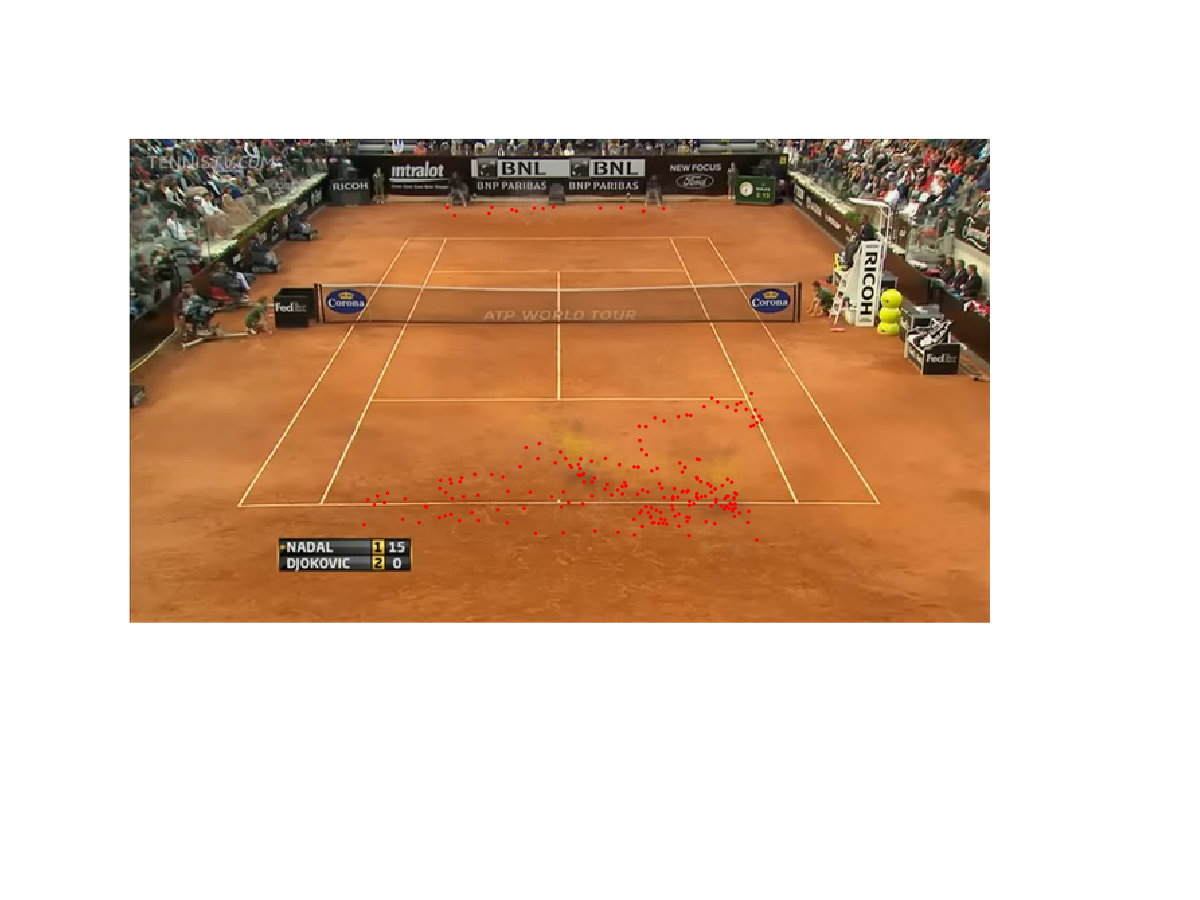 TENNISTV.COM
intralot
BNL
BNL
BNP PARIBAS
BNP PARIBAS
NEW FOCUS
Ford
RICOH
RICOH
FedEx
Corona
Corona
ATP WORLD TOUR
FedEx
NADAL 1 15
DJOKOVIC 2 0